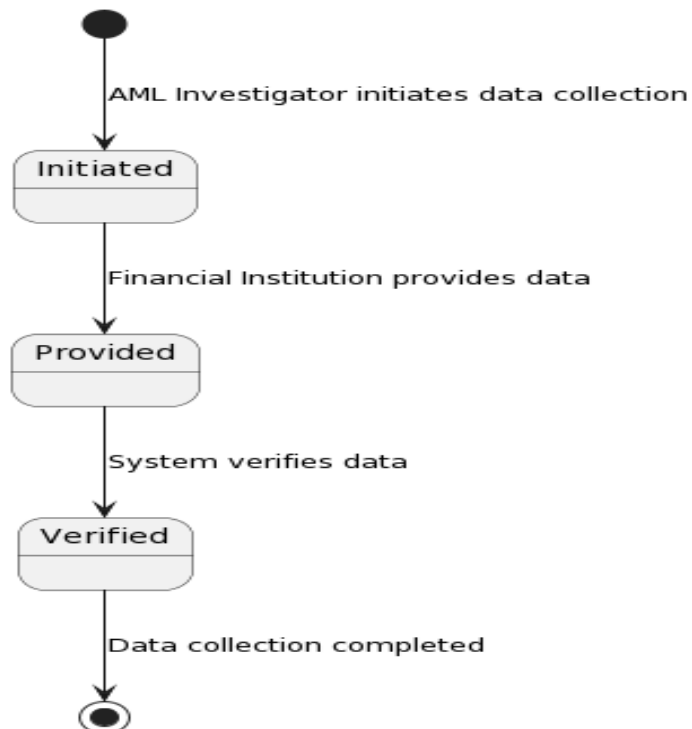 AML Investigator initiates data collection
Initiated
Financial Institution provides data
Provided
System verifies data
Verified
Data collection completed